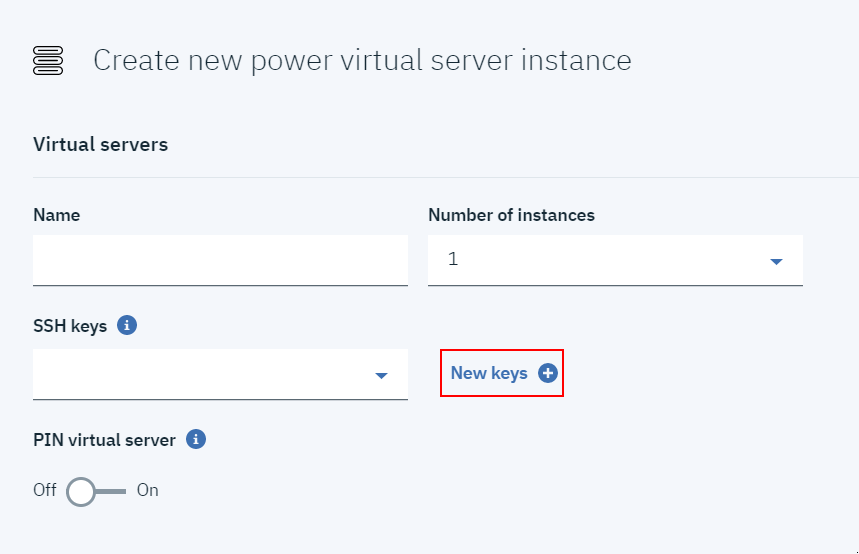 Create new power virtual server instance
Virtual servers
Name
Number of instances
1
SSH keys
New keys
PIN virtual server
Off
On